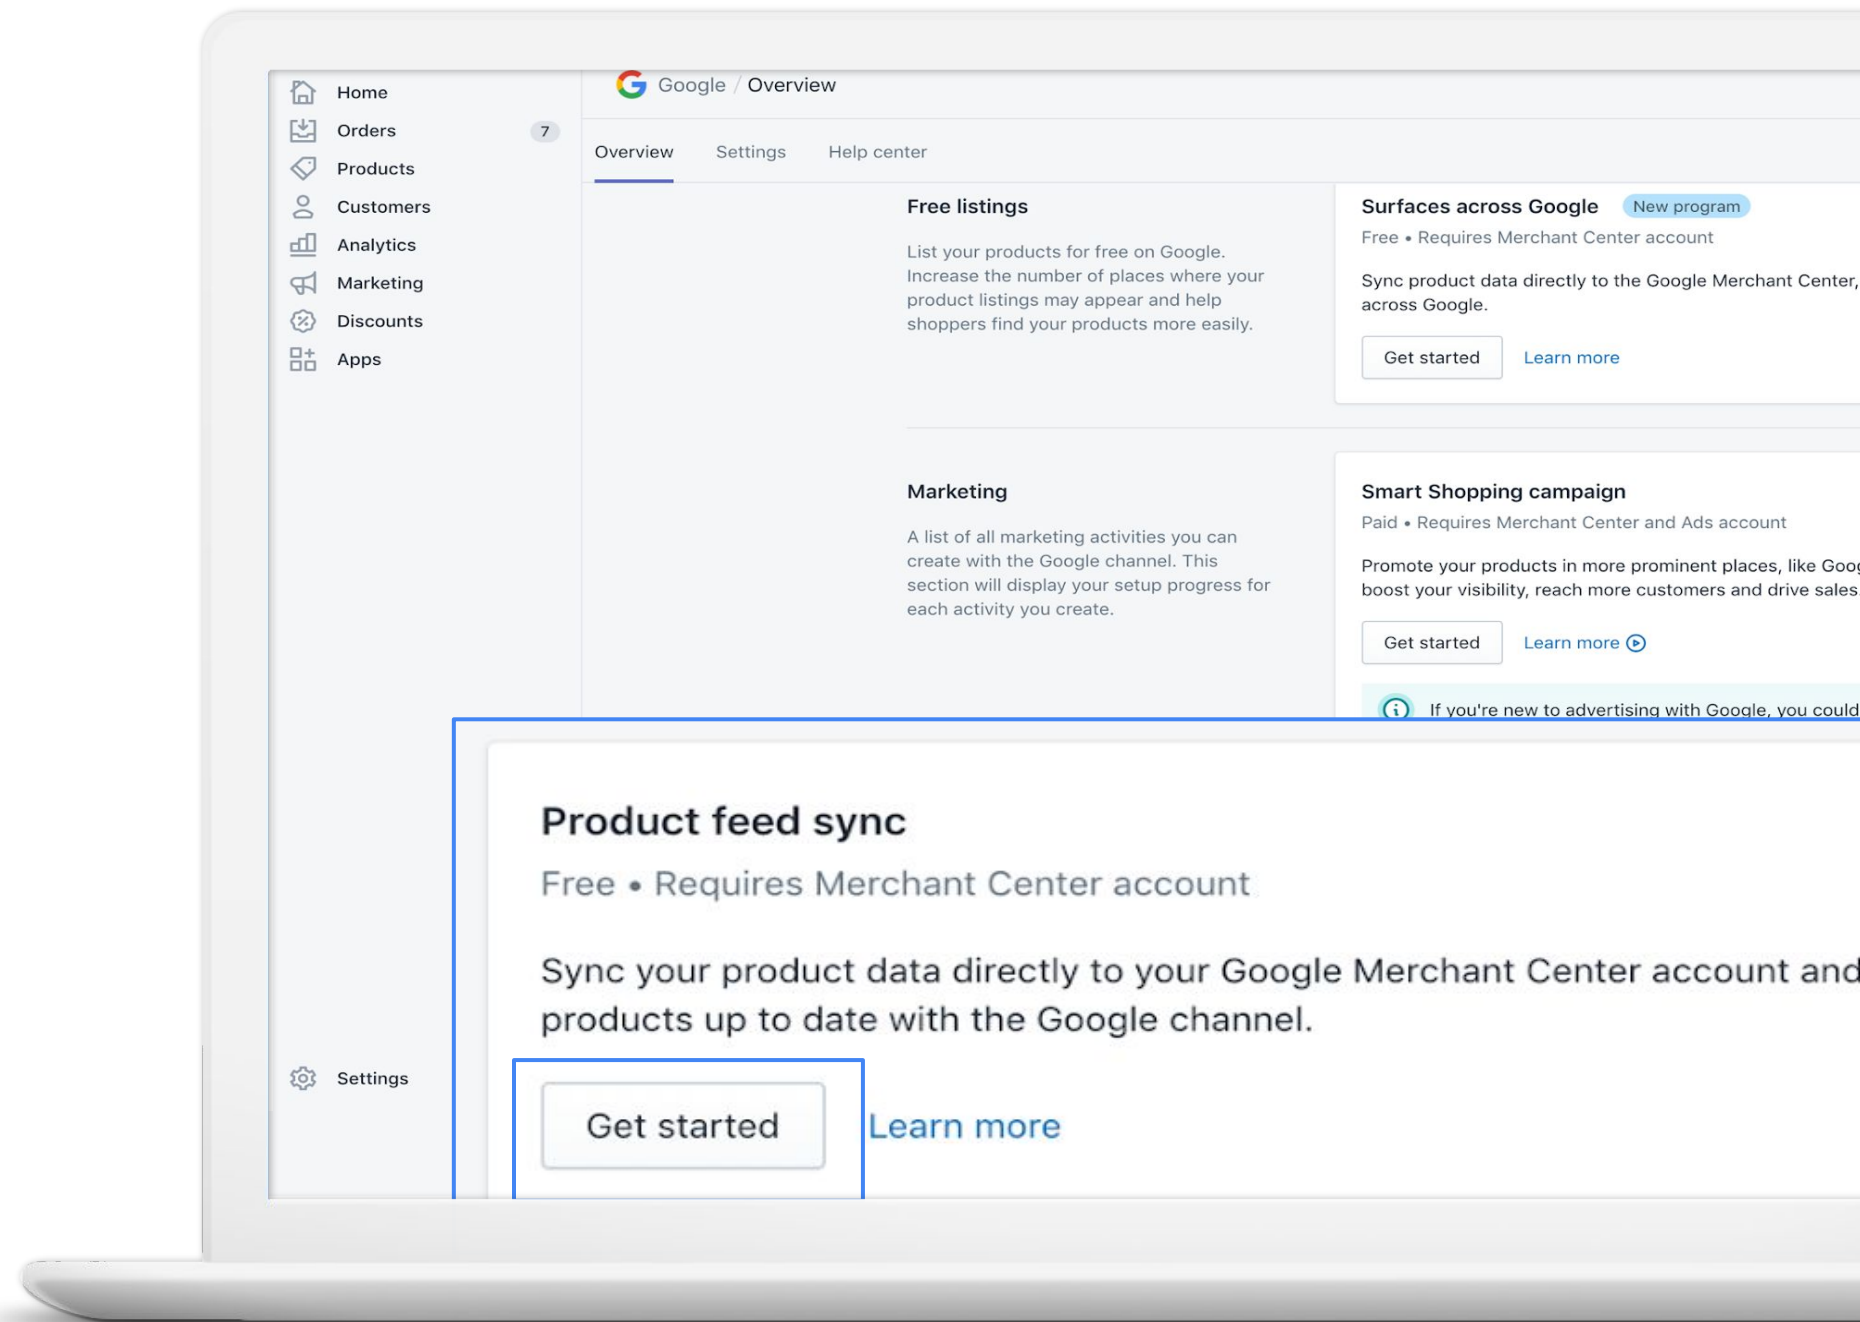 Home
Orders
7
Products
Customers
Analytics
Marketing
Discounts
Apps
Settings
Google / Overview
Overview
Settings
Help center
Free listings
List your products for free on Google.
Increase the number of places where your
product listings may appear and help
shoppers find your products more easily.
Surfaces across Google
New program
Free • Requires Merchant Center account
Sync product data directly to the Google Merchant Center,
across Google.
Get started
Learn more
Marketing
A list of all marketing activities you can
create with the Google channel. This
section will display your setup progress for
each activity you create.
Smart Shopping campaign
Paid • Requires Merchant Center and Ads account
Promote your products in more prominent places, like
boost your visibility, reach more customers and drive sales.
Get started
Learn more
If you're new to advertising with Google, you could
Product feed sync
Free • Requires Merchant Center account
Sync your product data directly to your Google Merchant Center account and
products up to date with the Google channel.
Get started
Learn more